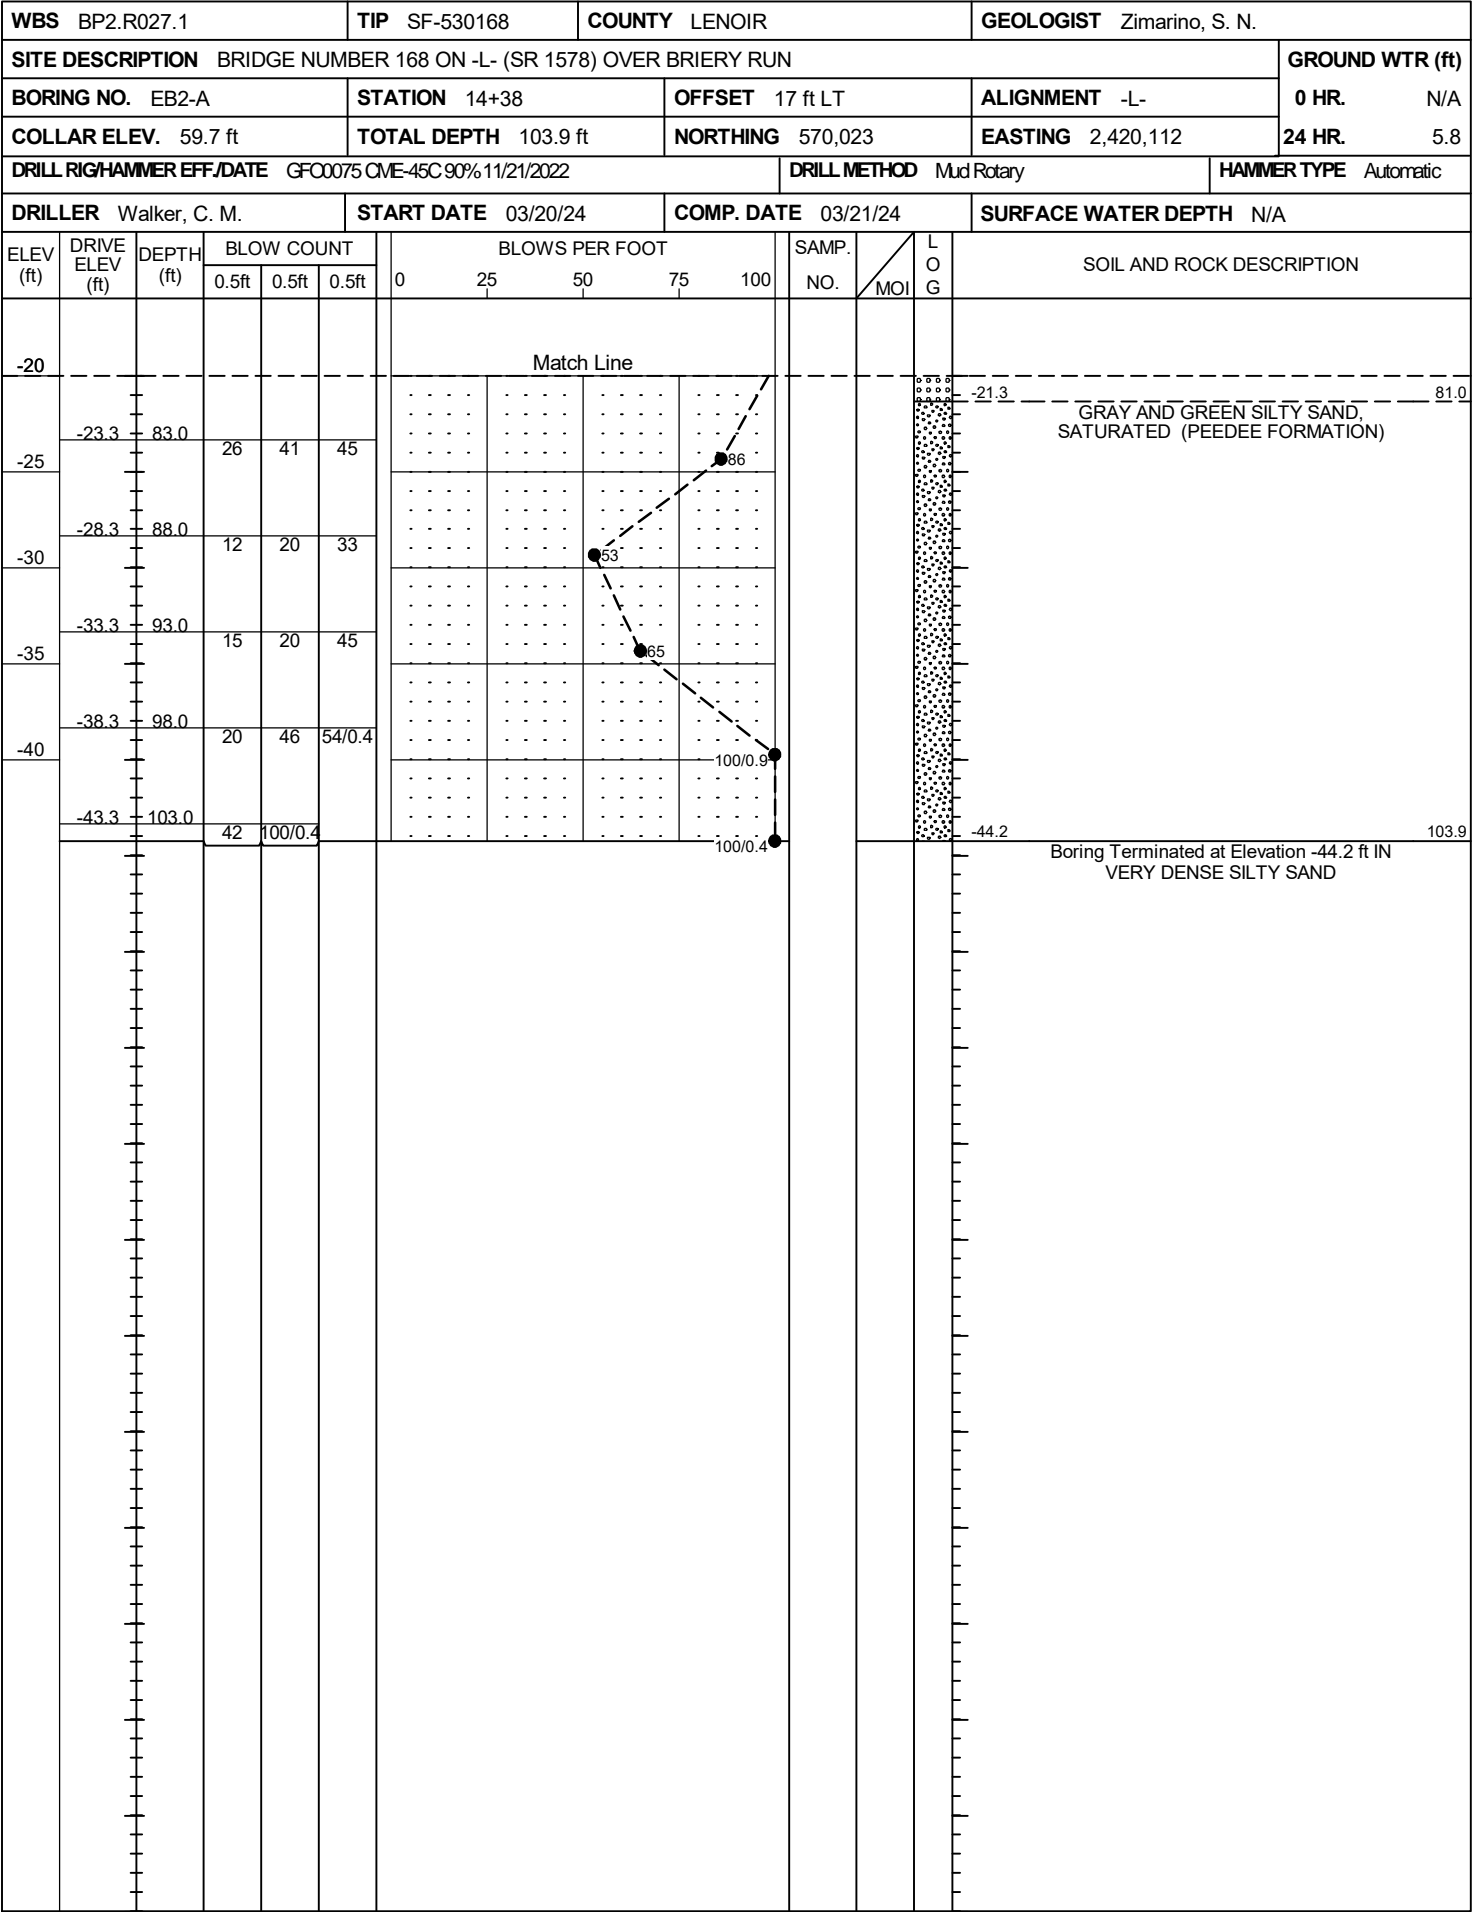 WBS BP2.R027.1 TIP SF-530168 COUNTY LENOIR GEOLOGIST Zimarino, S. N.
SITE DESCRIPTION BRIDGE NUMBER 168 ON -L- (SR 1578) OVER BRIERY RUN GROUND WTR (ft)
BORING NO. EB2-A STATION 14+38 OFFSET 17 ft LT ALIGNMENT -L- 0 HR. N/A
COLLAR ELEV. 59.7 ft TOTAL DEPTH 103.9 ft NORTHING 570,023 EASTING 2,420,112 24 HR. 5.8
DRILL RIG/HAMMER EFF./DATE GFO0075 CME-45C 90% 11/21/2022 DRILL METHOD Mud Rotary HAMMER TYPE Automatic
DRILLER Walker, C. M. START DATE 03/20/24 COMP. DATE 03/21/24 SURFACE WATER DEPTH N/A
ELEV (ft) DRIVE ELEV (ft) DEPTH (ft) BLOW COUNT BLOWS PER FOOT SAMP. NO. MOI LOG SOIL AND ROCK DESCRIPTION
0.5ft 0.5ft 0.5ft 0 25 50 75 100
-20 Match Line
-21.3 81.0
GRAY AND GREEN SILTY SAND,
SATURATED (PEEDEE FORMATION)
-23.3 83.0 26 41 45
-25 86
-28.3 88.0 12 20 33
-30 53
-33.3 93.0 15 20 45
-35 65
-38.3 98.0 20 46 54/0.4
-40 100/0.9
-43.3 103.0 42 100/0.4
100/0.4 -44.2 103.9
Boring Terminated at Elevation -44.2 ft IN
VERY DENSE SILTY SAND